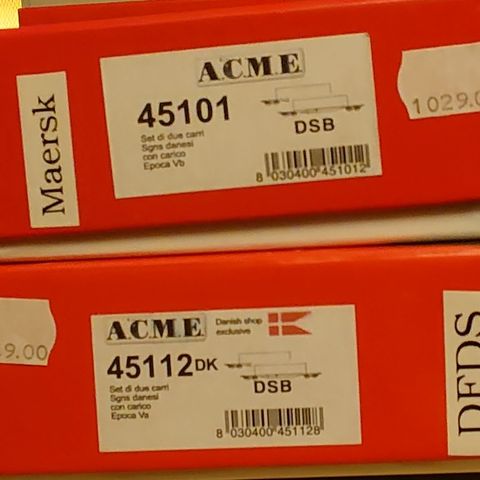 Maersk
ACME
45101
Set di due carri
Sgns danesi
con carico
Epoca Vb
DSB
8 030400 451012
1029.0
9.00
ACME
Danish shop
exclusive
45112DK
Set di due carri
Sgns danesi
con carico
Epoca Va
DSB
8 030400 451128
DFDS